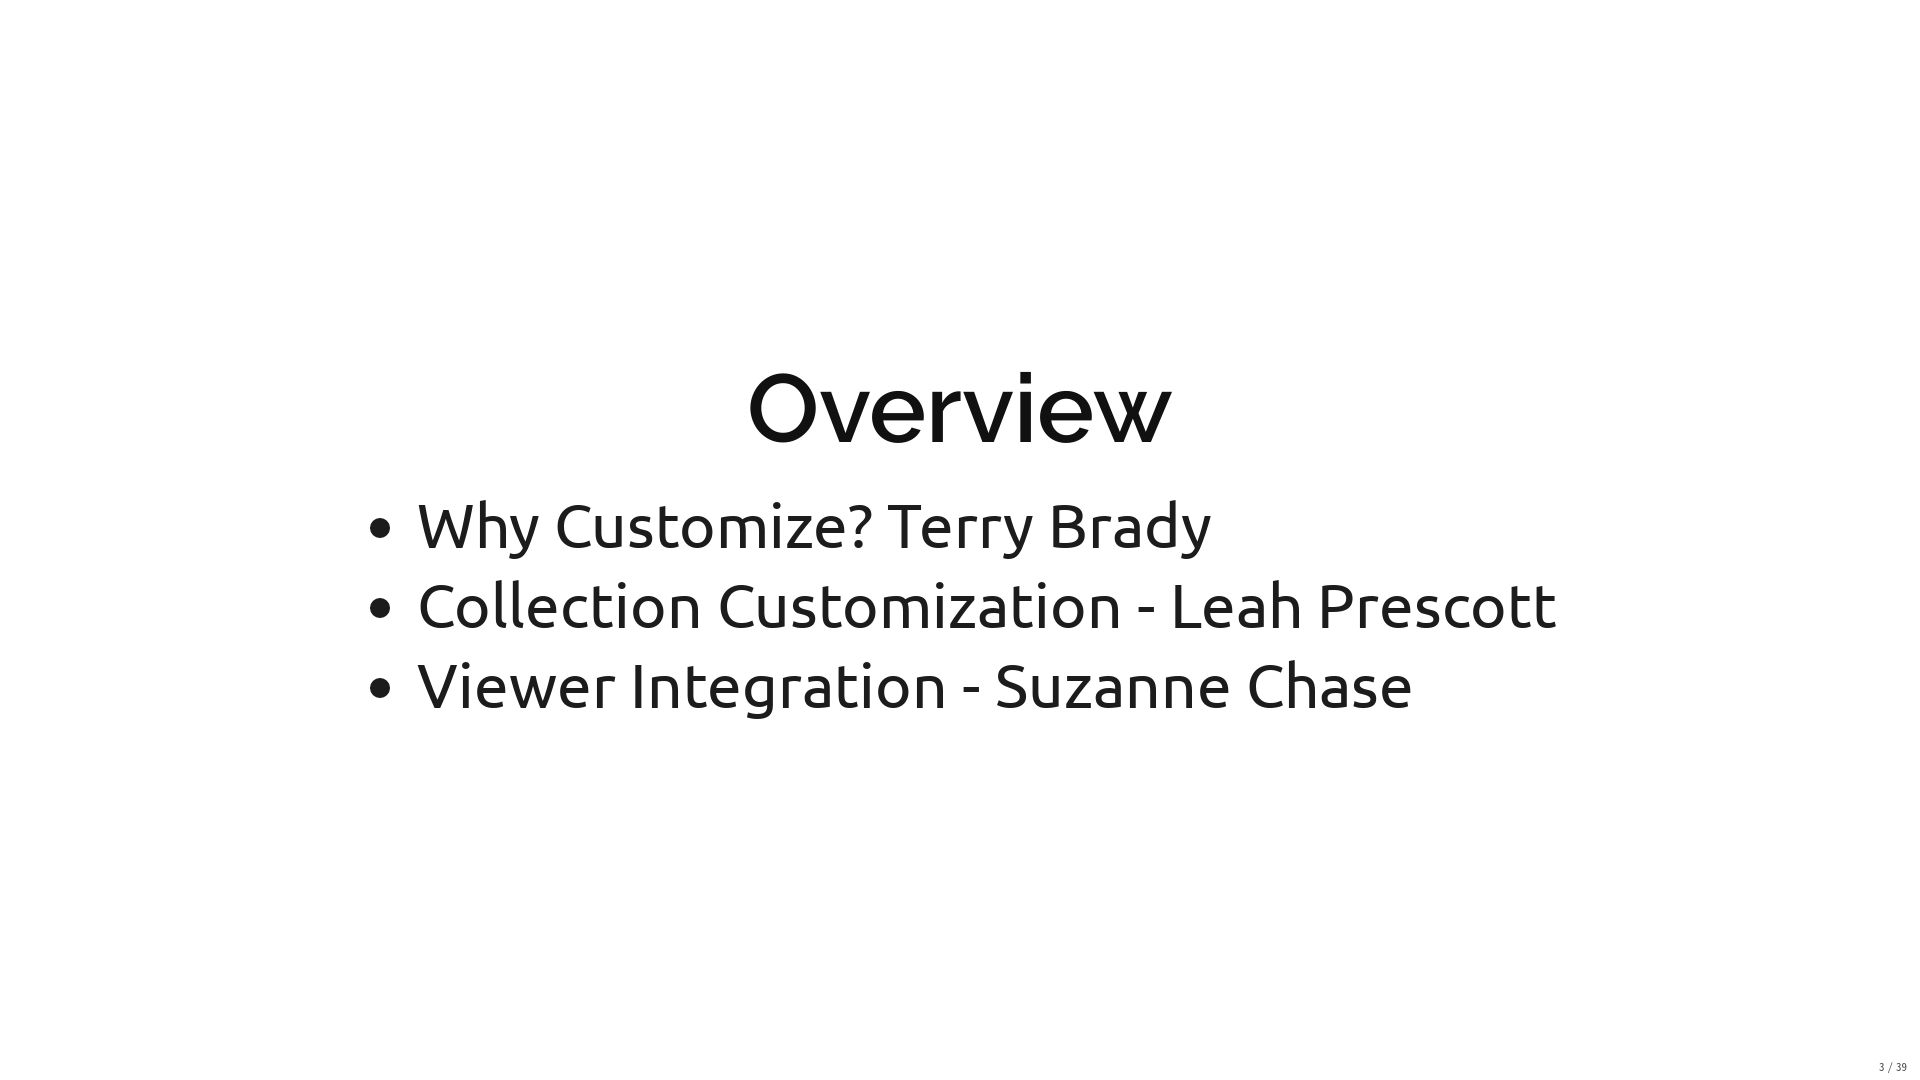 Overview
• Why Customize? Terry Brady
• Collection Customization - Leah Prescott
• Viewer Integration - Suzanne Chase
3 / 39